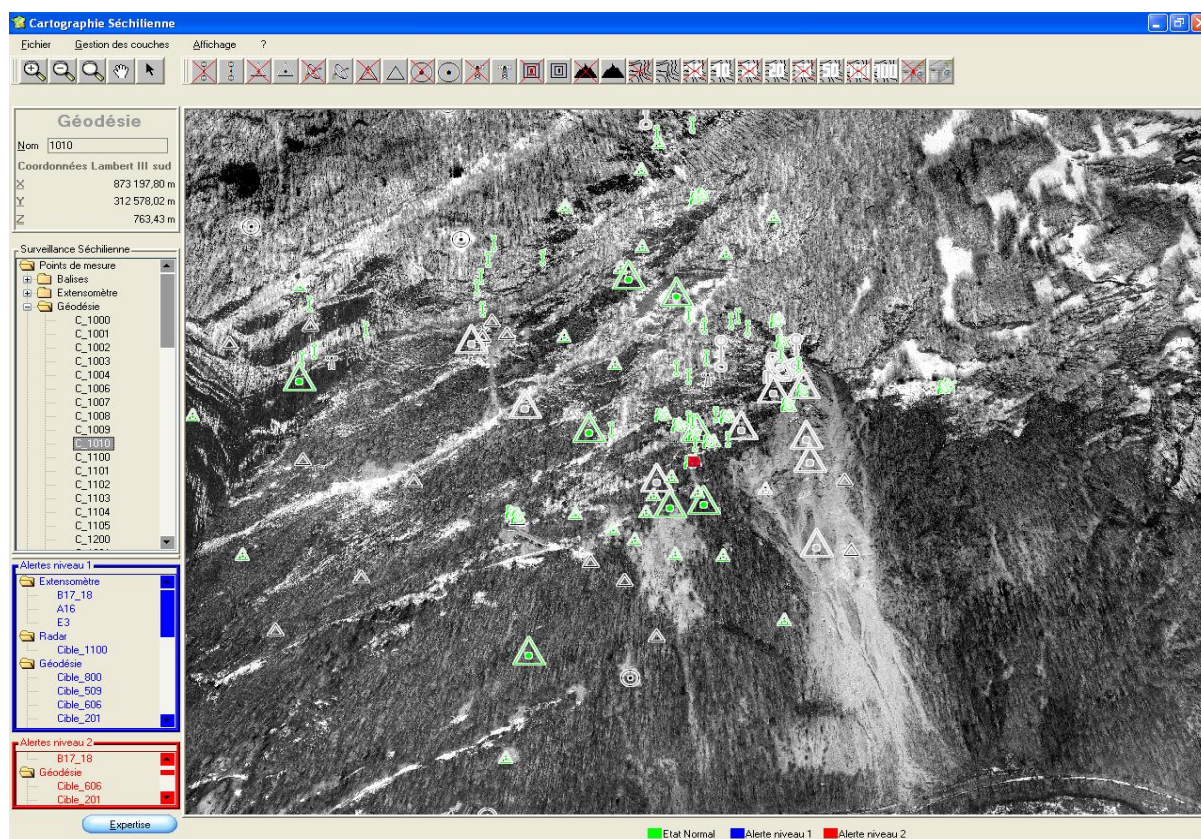 Cartographie Séchilienne
Fichier Gestion des couches Affichage ?
10 20 50 100
Géodésie
Nom 1010
Coordonnées Lambert III sud
X 873 197,80 m
Y 312 578,02 m
Z 763,43 m
Surveillance Séchilienne
Points de mesure
Balises
Extensomètre
Géodésie
C_1000
C_1001
C_1002
C_1003
C_1004
C_1006
C_1007
C_1008
C_1009
C_1010
C_1100
C_1101
C_1102
C_1103
C_1104
C_1105
C_1200
Alertes niveau 1
Extensomètre
B17_18
A16
E3
Radar
Cible_1100
Géodésie
Cible_800
Cible_509
Cible_606
Cible_201
Alertes niveau 2
B17_18
Géodésie
Cible_606
Cible_201
Expertise
Etat Normal Alerte niveau 1 Alerte niveau 2